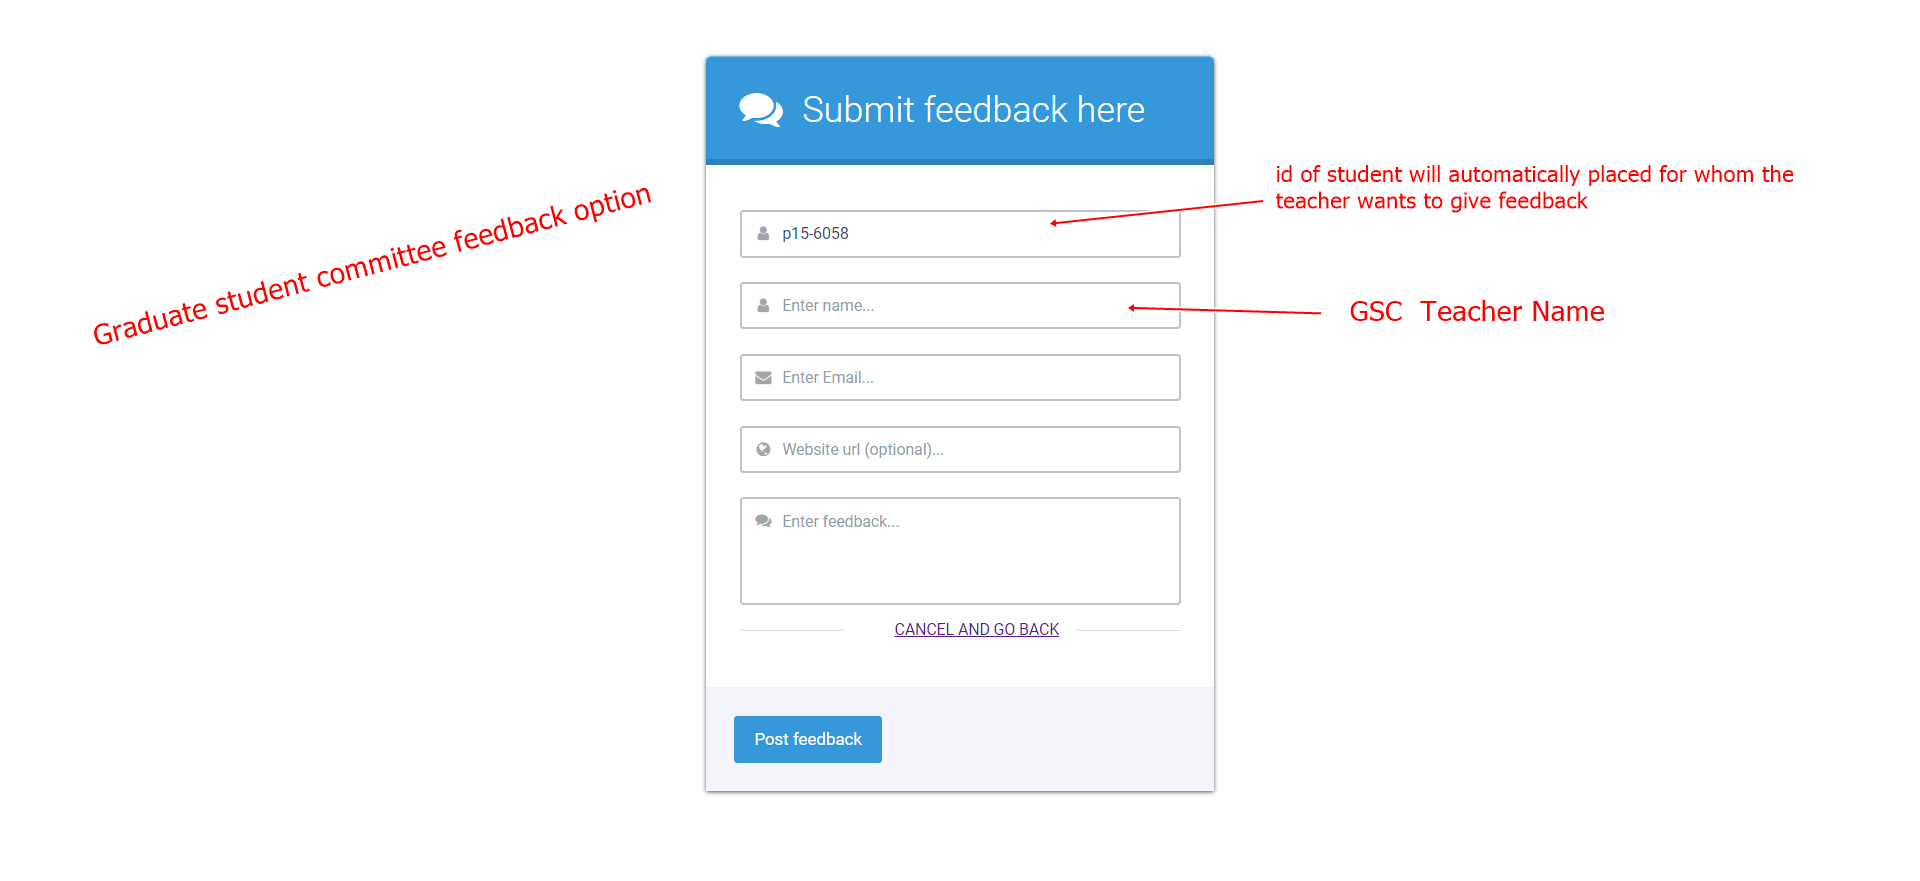 Submit feedback here
id of student will automatically placed for whom the
teacher wants to give feedback
Graduate student committee feedback option
p15-6058
Enter name...
GSC  Teacher Name
Enter Email...
Website url (optional)...
Enter feedback...
CANCEL AND GO BACK
Post feedback